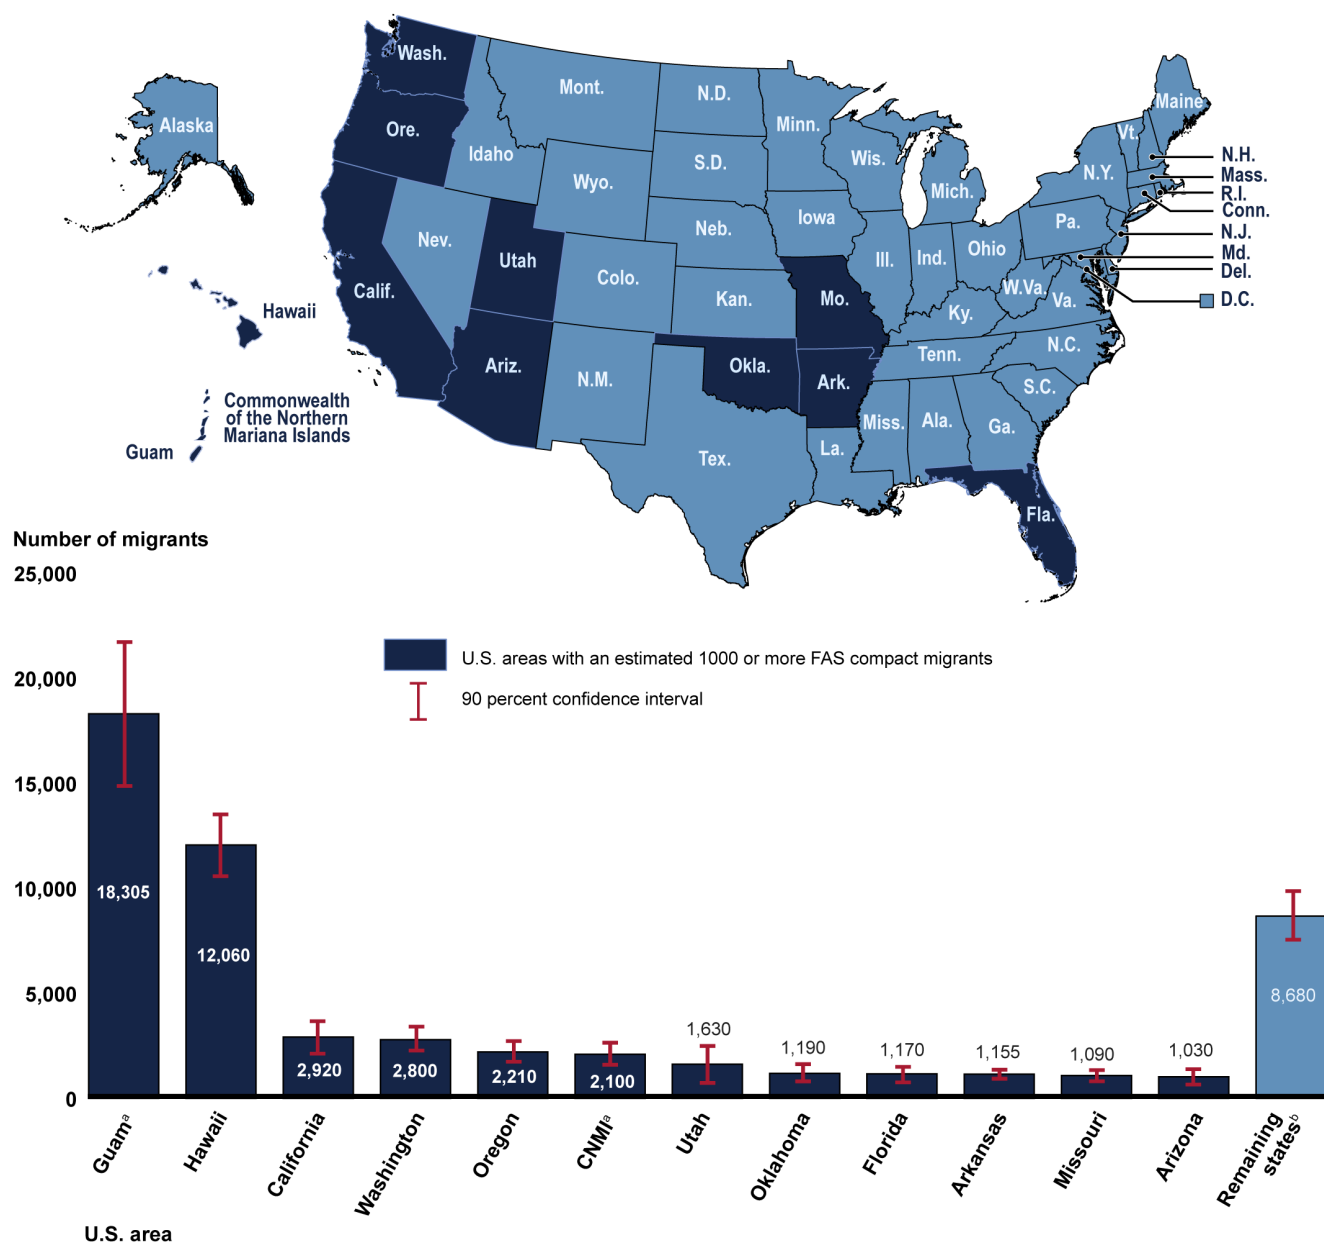 Wash.
Mont.
N.D.
Minn.
Maine
Alaska
Ore.
Idaho
S.D.
Wis.
Mich.
N.Y.
Vt.
N.H.
Mass.
R.I.
Conn.
N.J.
Md.
Del.
D.C.
Wyo.
Iowa
Neb.
Pa.
Nev.
Utah
Colo.
Ill.
Ind.
Ohio
W.Va.
Va.
Calif.
Kan.
Mo.
Ky.
Hawaii
Ariz.
N.M.
Okla.
Ark.
Tenn.
N.C.
S.C.
Commonwealth
of the Northern
Mariana Islands
Guam
Tex.
La.
Miss.
Ala.
Ga.
Fla.
Number of migrants
25,000
20,000
15,000
10,000
5,000
0
U.S. areas with an estimated 1000 or more FAS compact migrants
90 percent confidence interval
18,305
12,060
2,920
2,800
2,210
2,100
1,630
1,190
1,170
1,155
1,090
1,030
8,680
Guamᵃ
Hawaii
California
Washington
Oregon
CNMIᵃ
Utah
Oklahoma
Florida
Arkansas
Missouri
Arizona
Remaining
statesᵇ
U.S. area